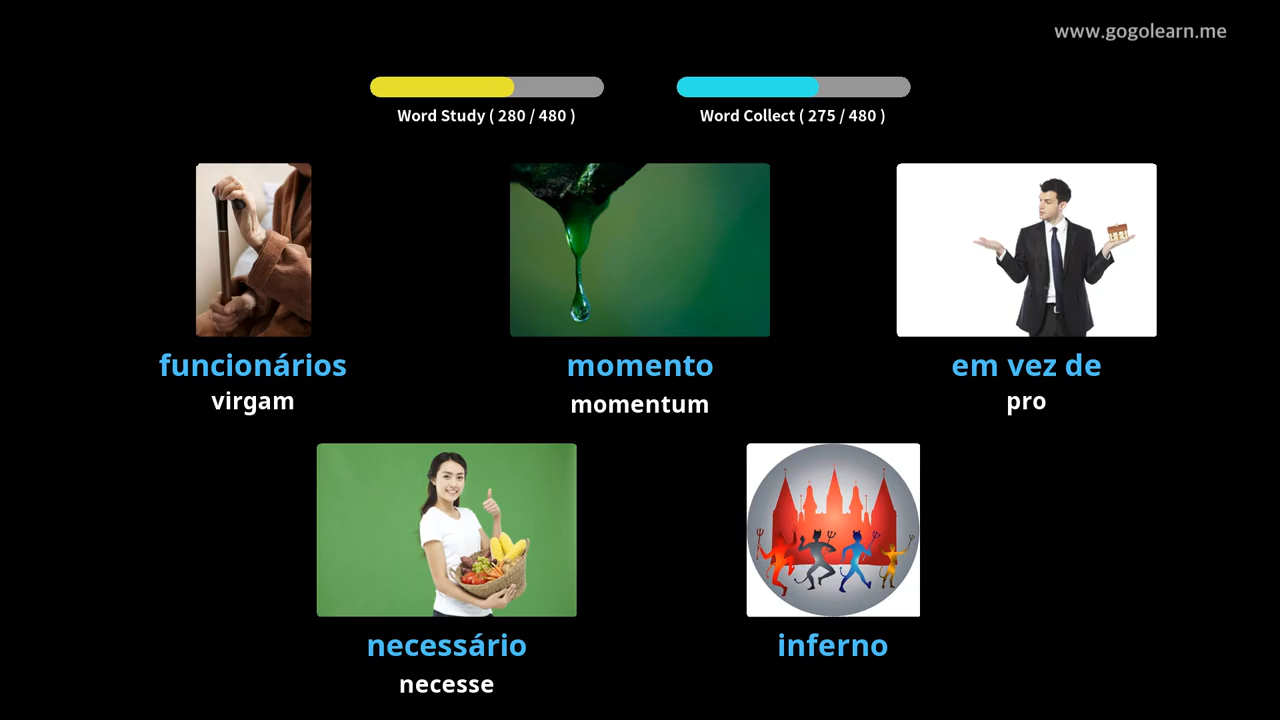 www.gogolearn.me
Word Study ( 280 / 480 )
Word Collect ( 275 / 480 )
funcionários
virgam
momento
momentum
em vez de
pro
necessário
necesse
inferno